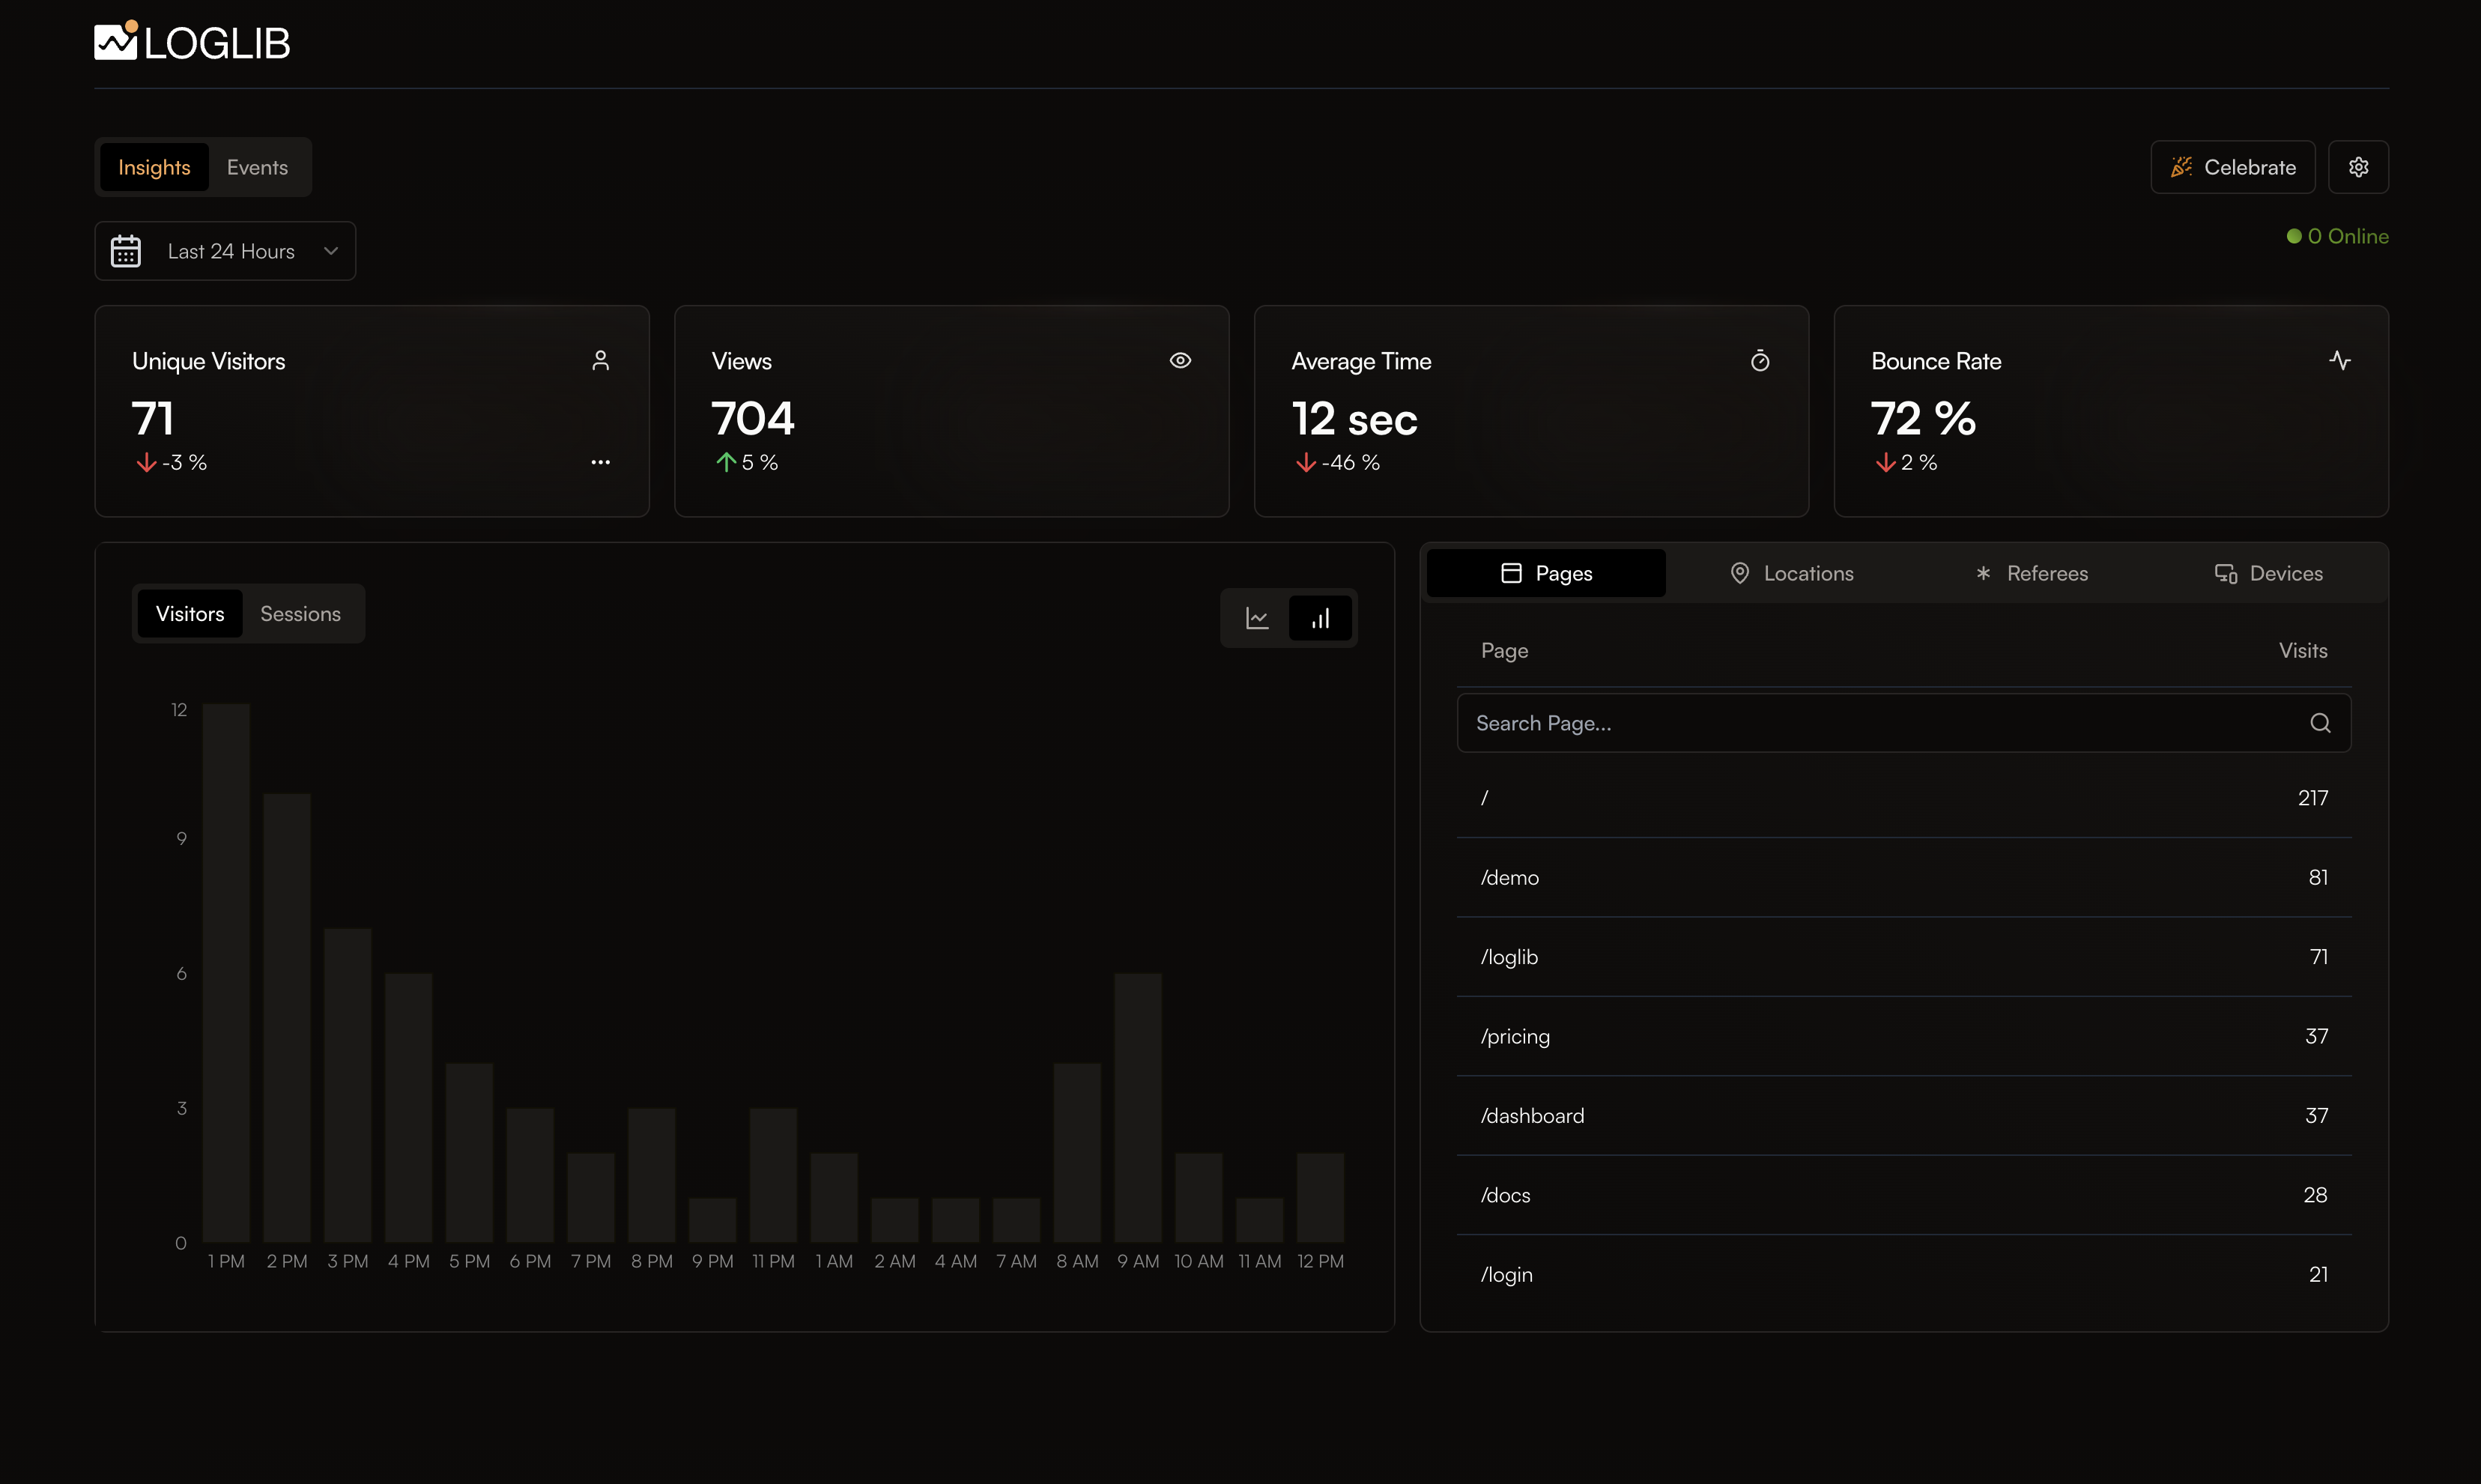 LOGLIB
Insights Events
Celebrate
Last 24 Hours
0 Online
Unique Visitors
71
-3 %
Views
704
5 %
Average Time
12 sec
-46 %
Bounce Rate
72 %
2 %
Visitors Sessions
12
9
6
3
0
1 PM 2 PM 3 PM 4 PM 5 PM 6 PM 7 PM 8 PM 9 PM 11 PM 1 AM 2 AM 4 AM 7 AM 8 AM 9 AM 10 AM 11 AM 12 PM
Pages Locations Referees Devices
Page Visits
Search Page...
/ 217
/demo 81
/loglib 71
/pricing 37
/dashboard 37
/docs 28
/login 21